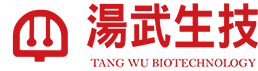 湯武生技
TANG WU BIOTECHNOLOGY